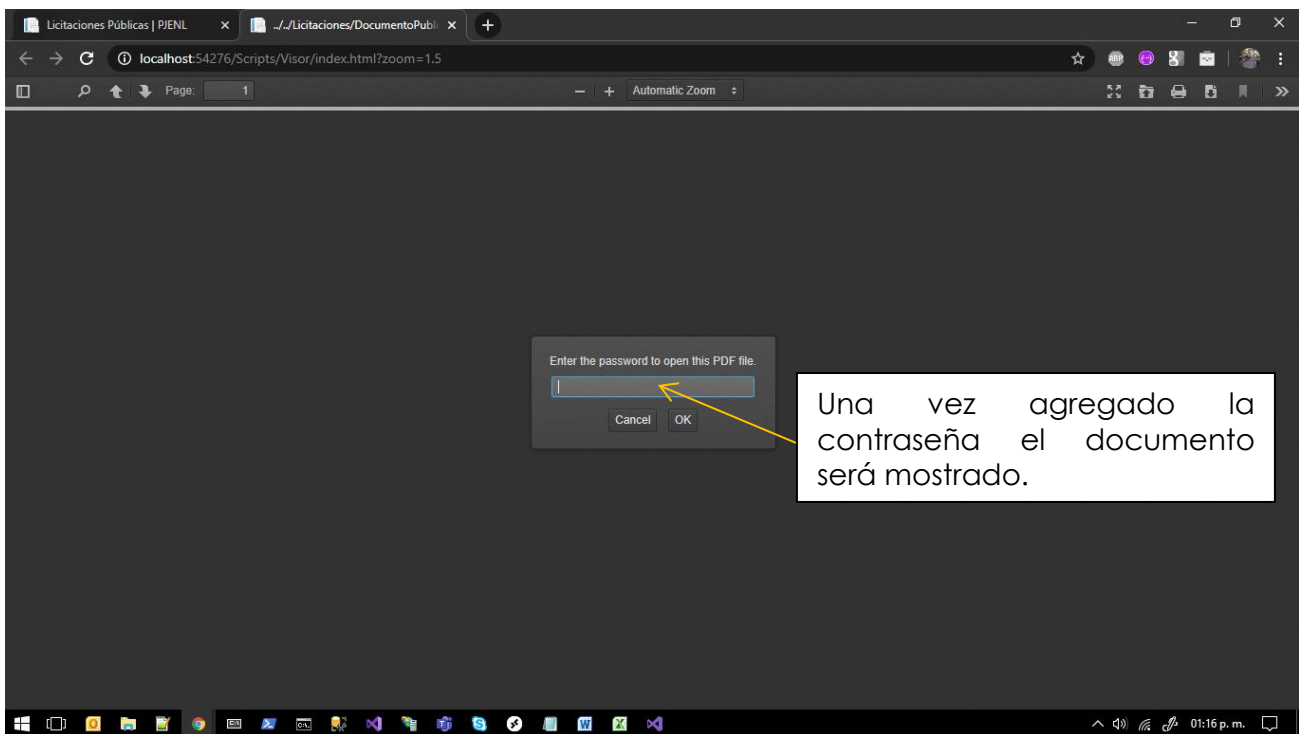 Licitaciones Públicas | PJENL
../../Licitaciones/DocumentoPubli
localhost:54276/Scripts/Visor/index.html?zoom=1.5
ABP
Page: 1
Automatic Zoom
Enter the password to open this PDF file.
Cancel OK
Una vez agregado la
contraseña el documento
será mostrado.
01:16 p. m.